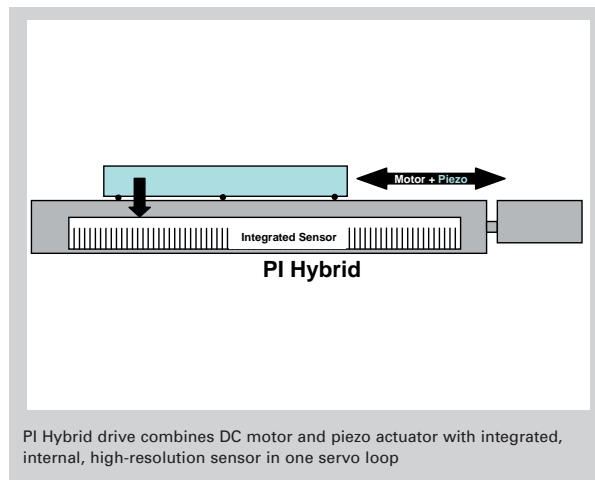 Motor + Piezo
Integrated Sensor
PI Hybrid
PI Hybrid drive combines DC motor and piezo actuator with integrated,
internal, high-resolution sensor in one servo loop